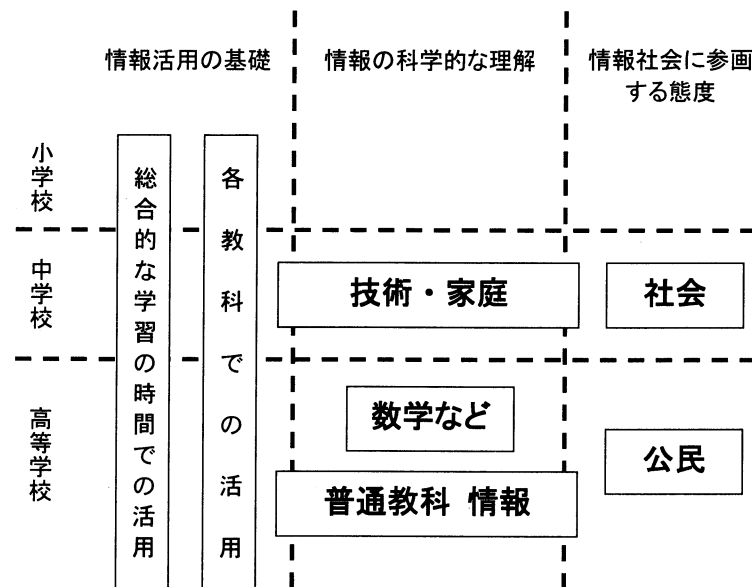 情報活用の基礎
情報の科学的な理解
情報社会に参画
する態度
小学校
総合的な学習の時間での活用
各教科での活用
中学校
技術・家庭
社会
高等学校
数学など
公民
普通教科 情報